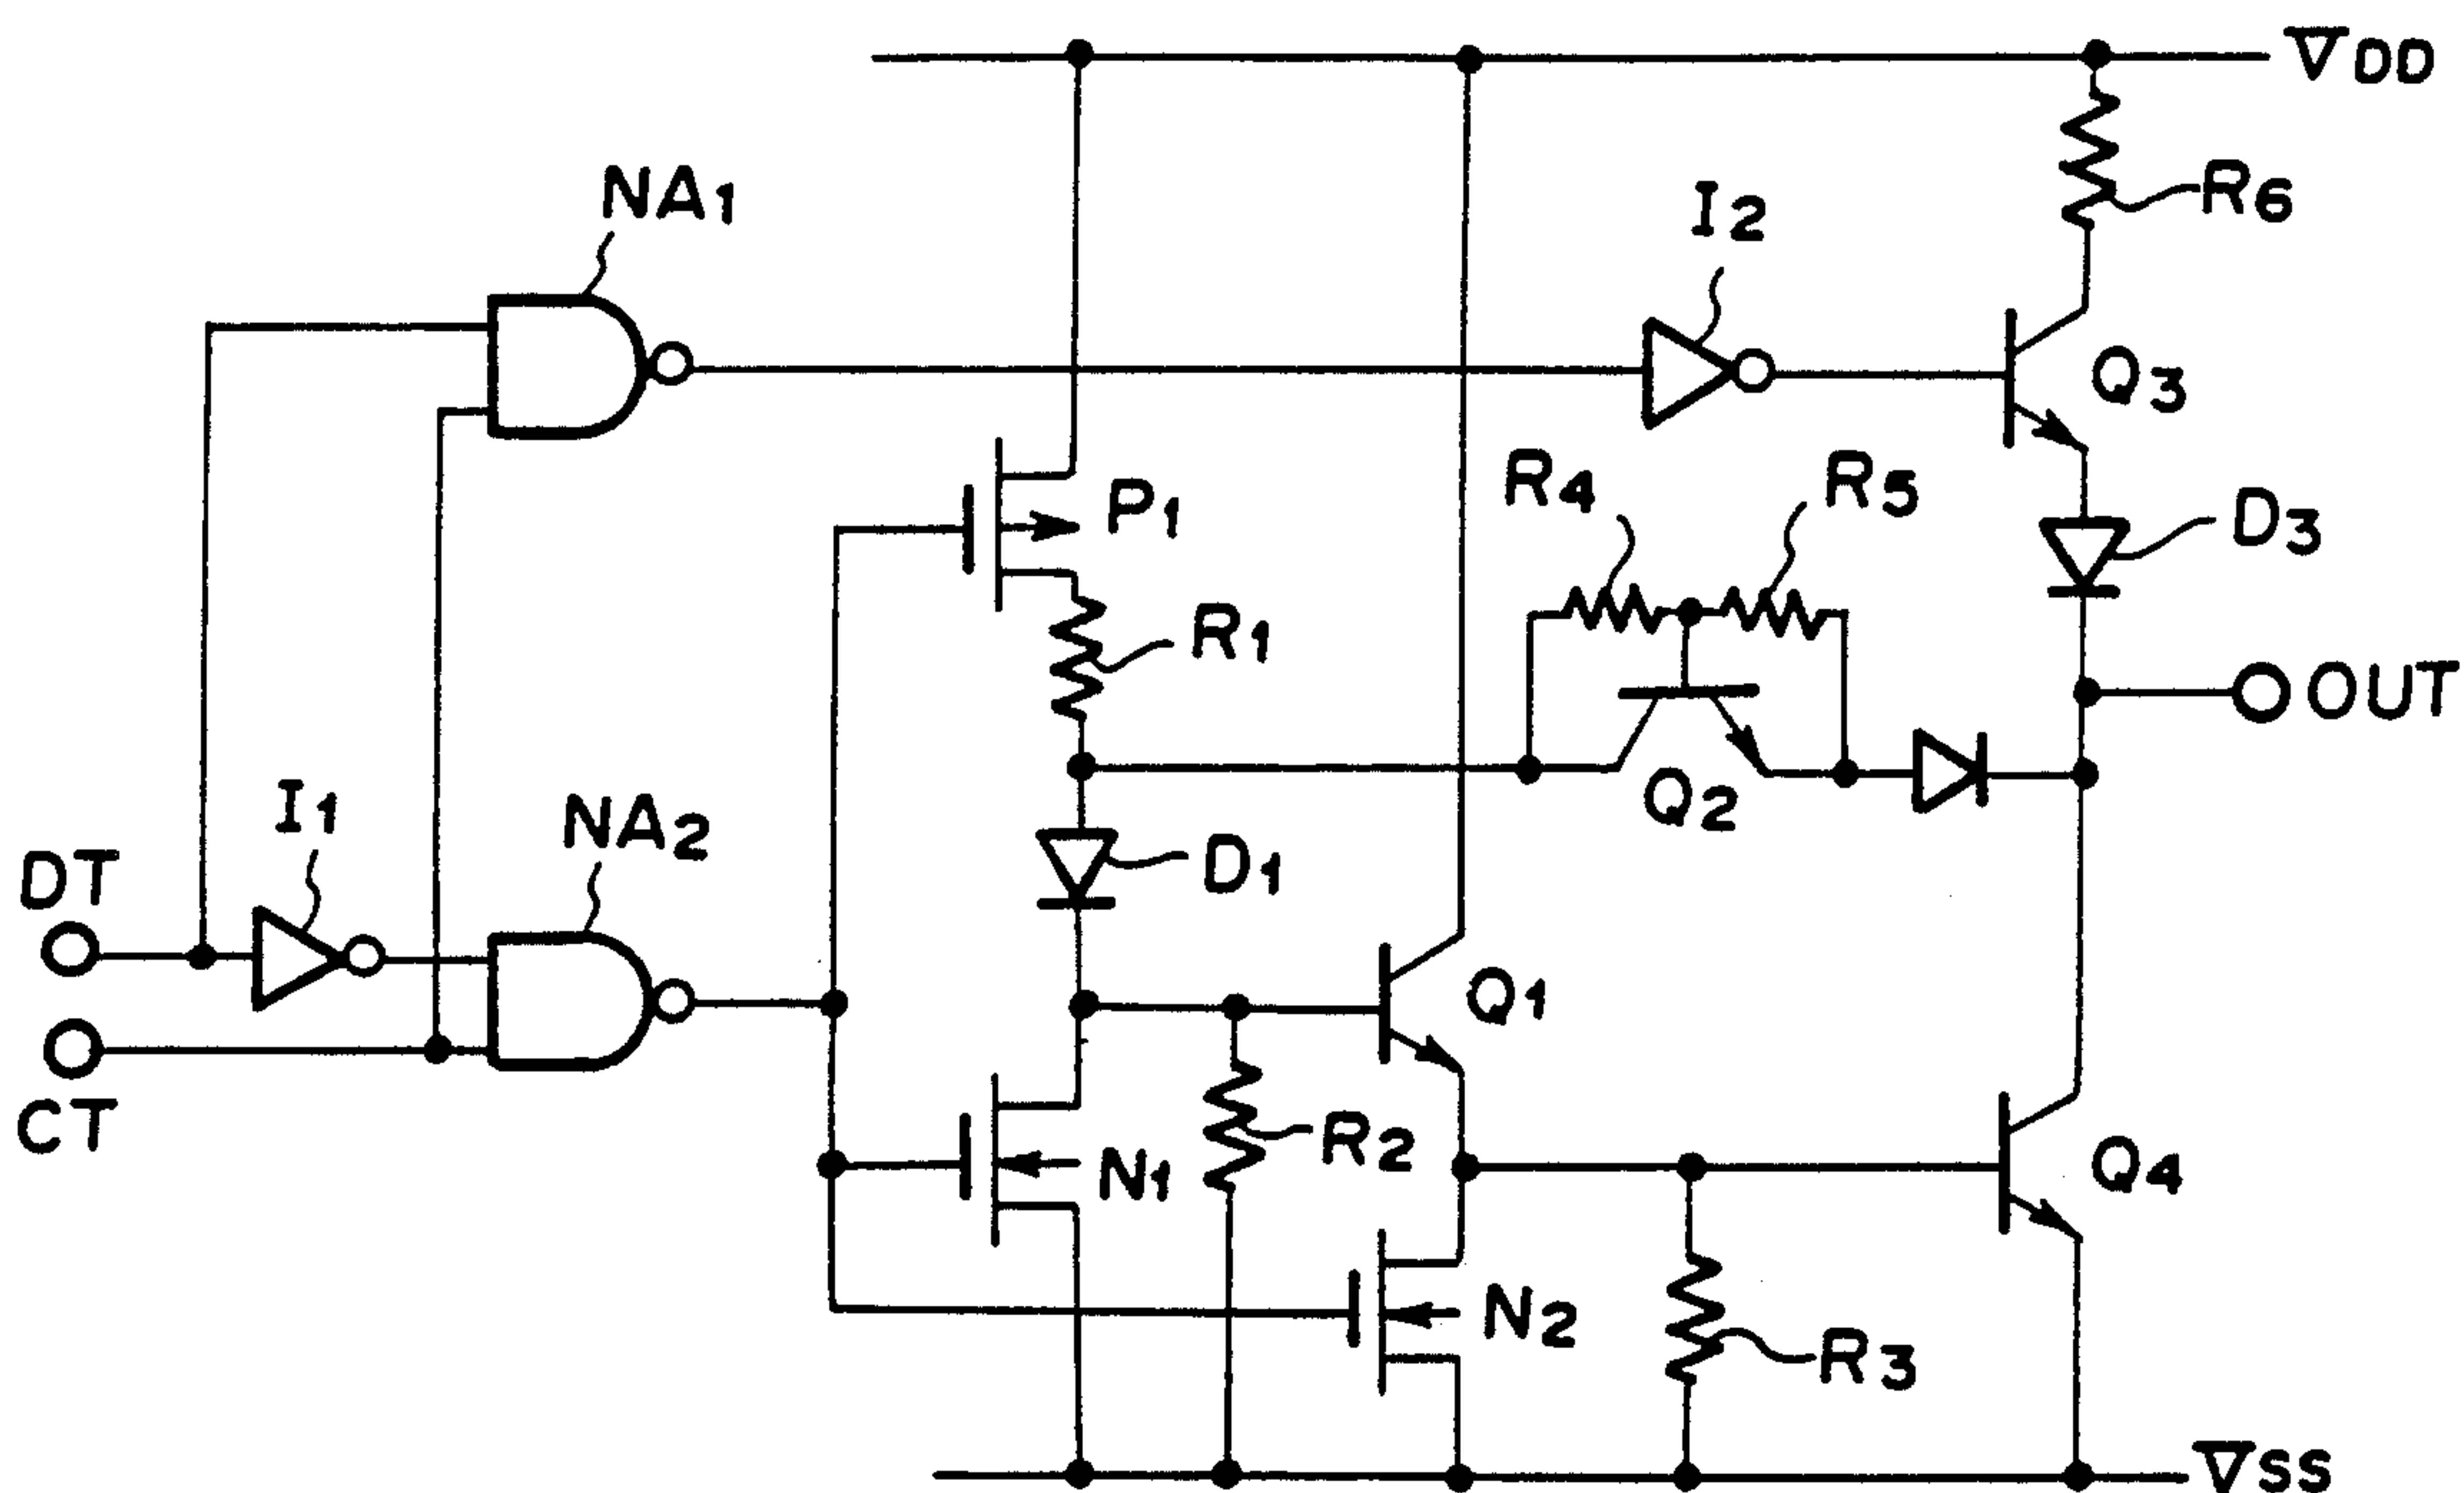 VDD
NA1
I2
R6
Q3
R4
R5
P1
D3
R1
OUT
I1
NA2
Q2
DT
D1
Q1
CT
R2
N1
Q4
N2
R3
VSS